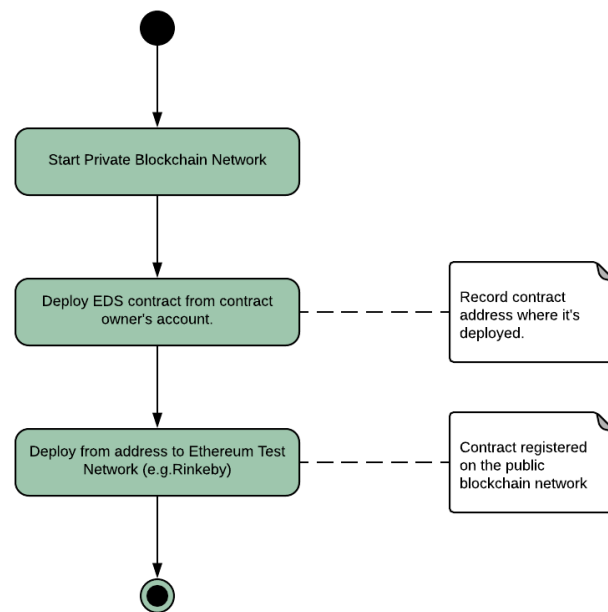 Start Private Blockchain Network
Deploy EDS contract from contract
owner's account.
Record contract
address where it's
deployed.
Deploy from address to Ethereum Test
Network (e.g.Rinkeby)
Contract registered
on the public
blockchain network